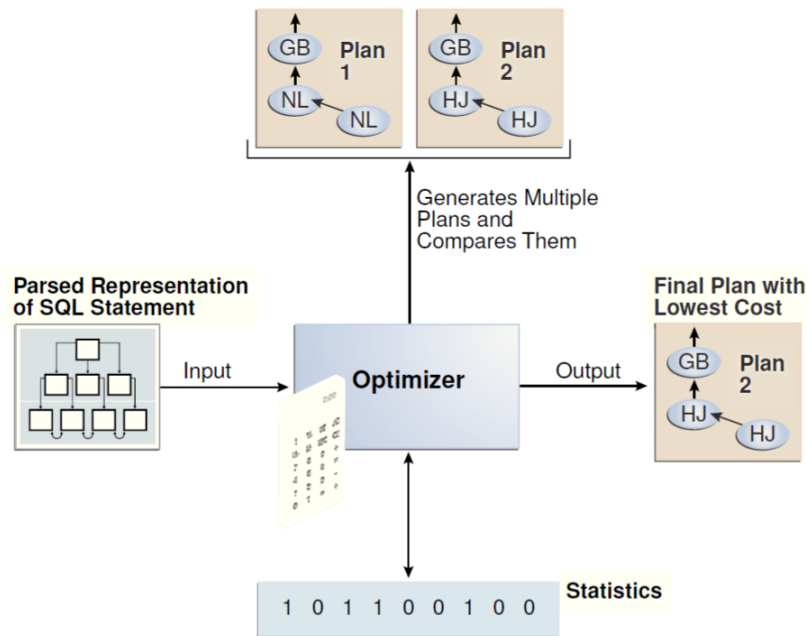 GB Plan
1
NL
NL
GB Plan
2
HJ
HJ
Generates Multiple
Plans and
Compares Them
Parsed Representation
of SQL Statement
Input
Optimizer
Output
Final Plan with
Lowest Cost
GB Plan
2
HJ
HJ
Statistics
1 0 1 1 0 0 1 0 0